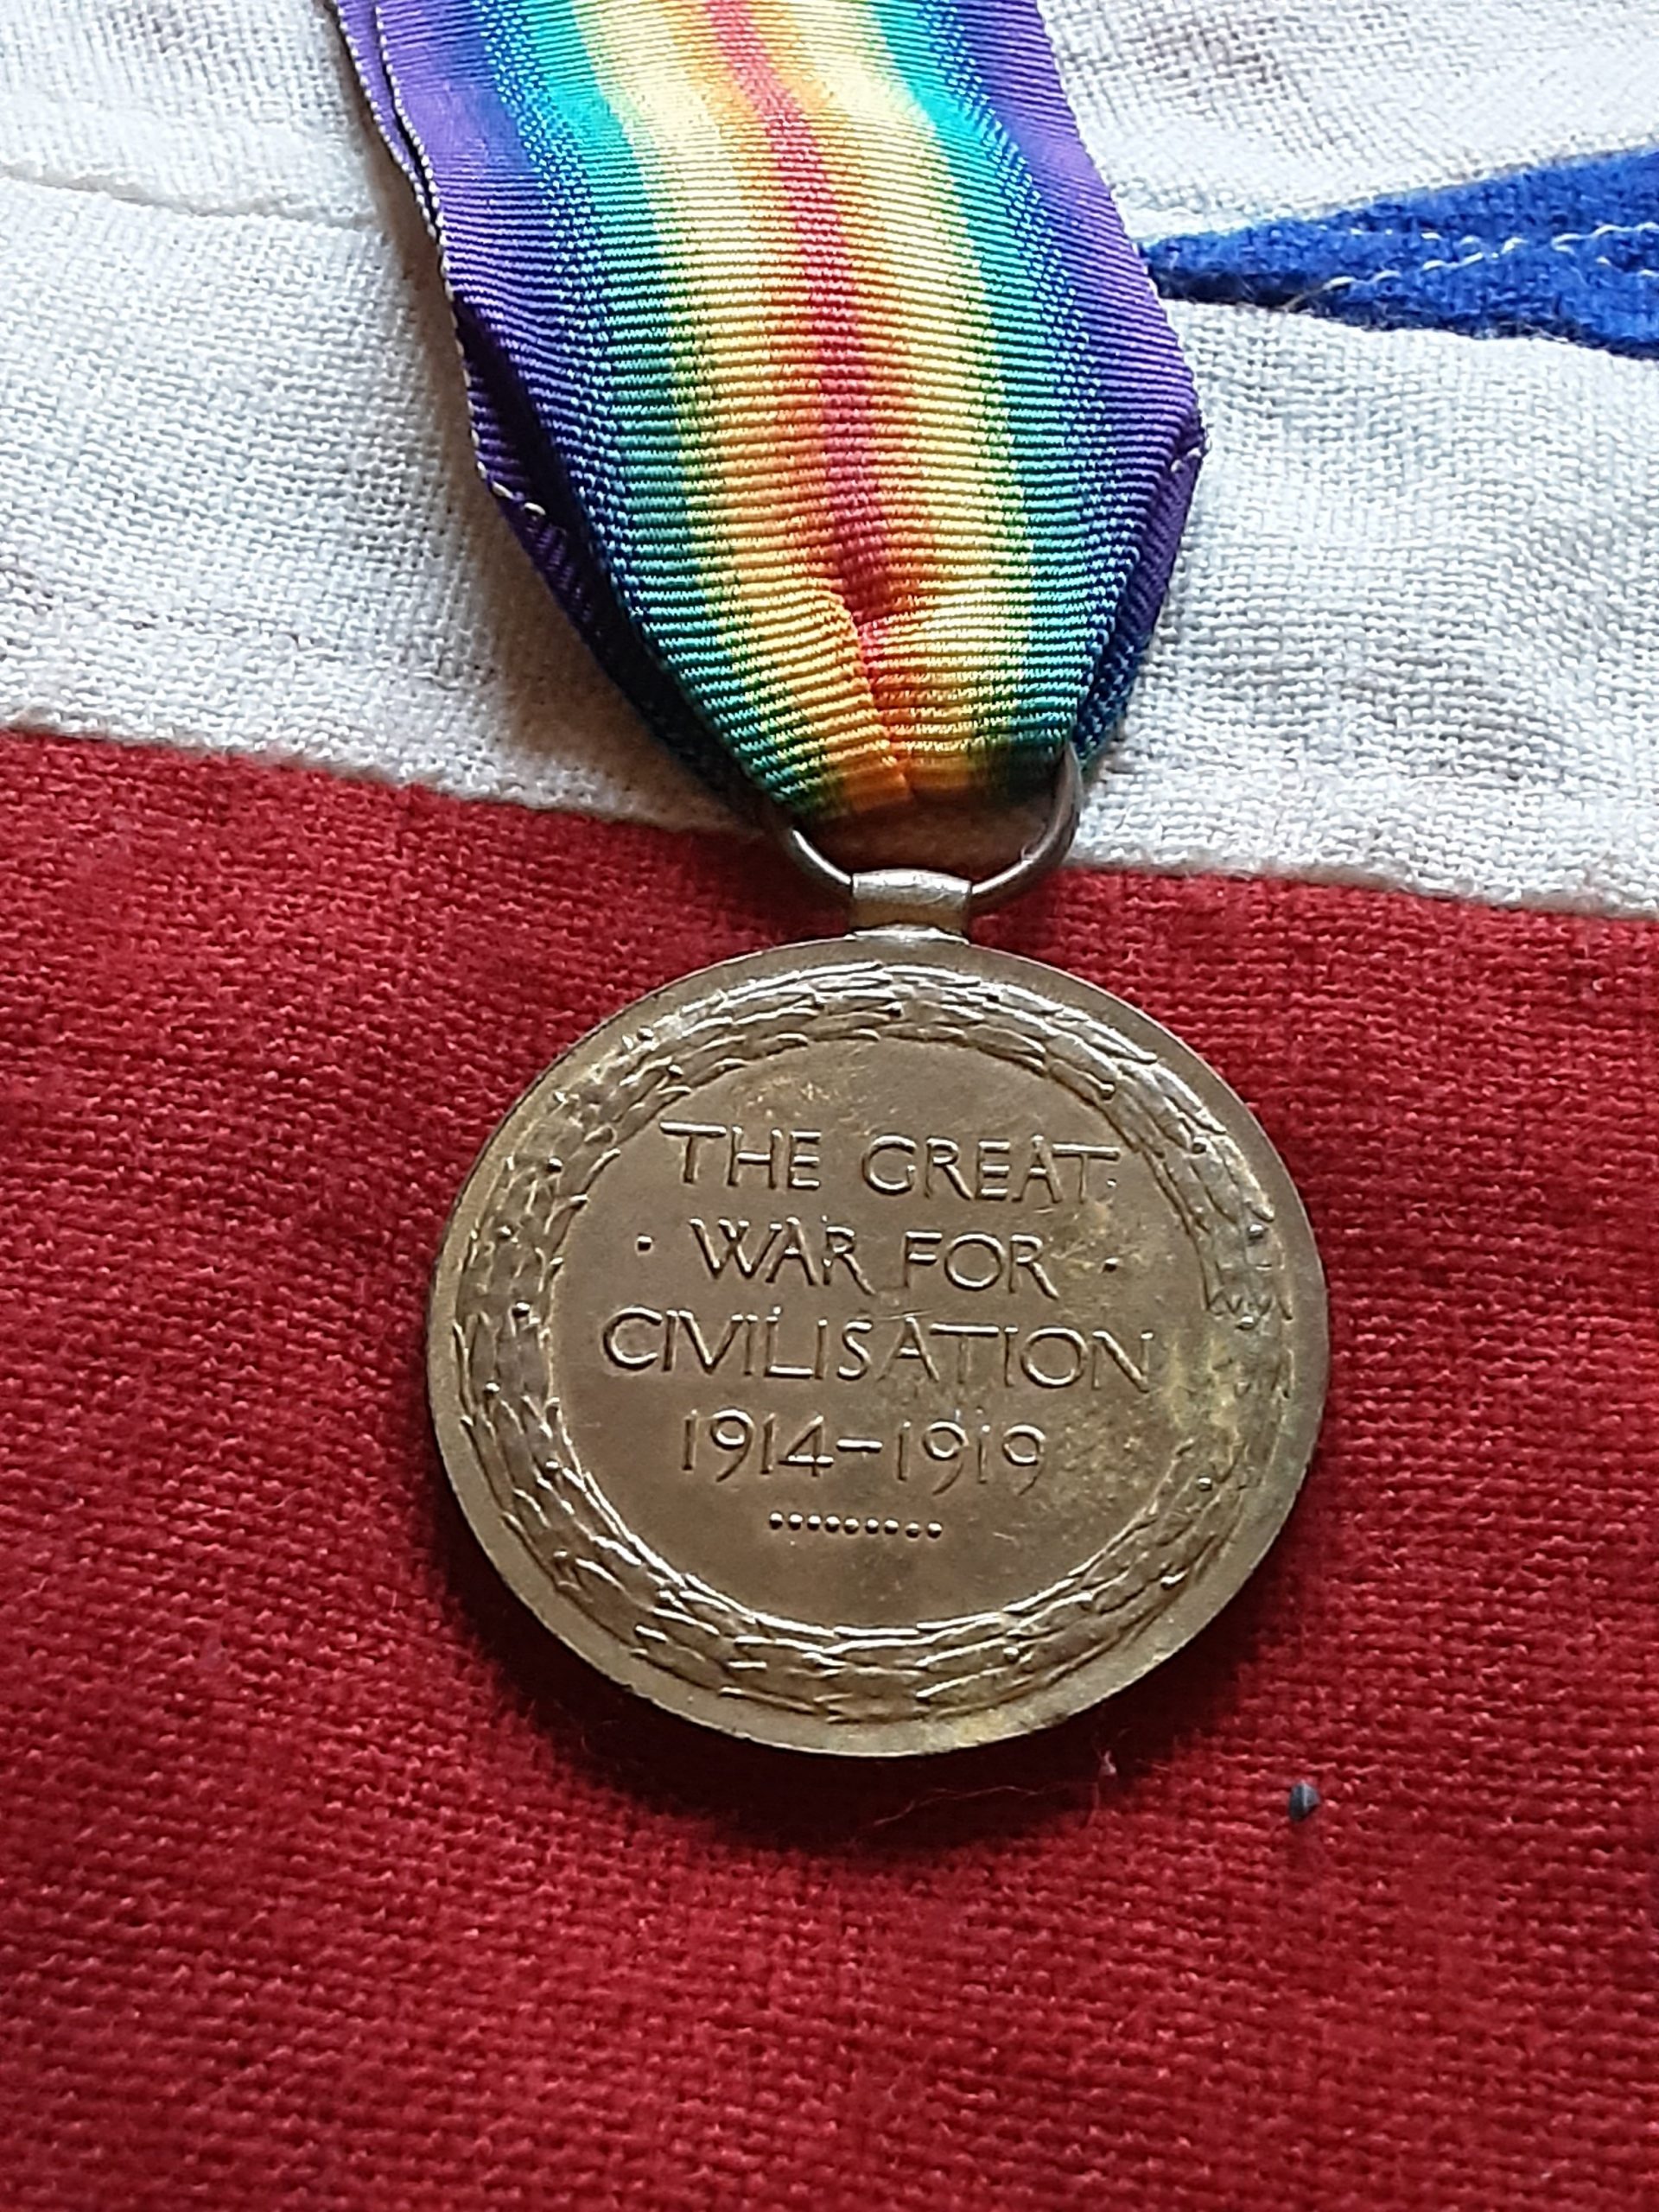 THE GREAT
· WAR FOR ·
CIVILISATION
1914-1919